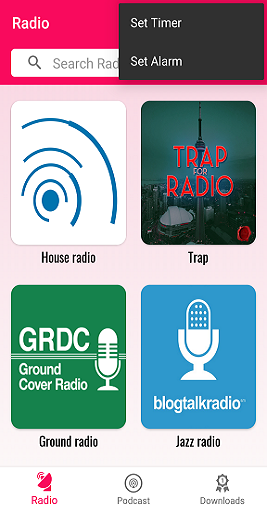 Radio
Set Timer
Set Alarm
Search Rad
TRAP
FOR
RADIO
House radio
Trap
GRDC
Ground
Cover Radio
blogtalkradio
Ground radio
Jazz radio
Radio
Podcast
Downloads